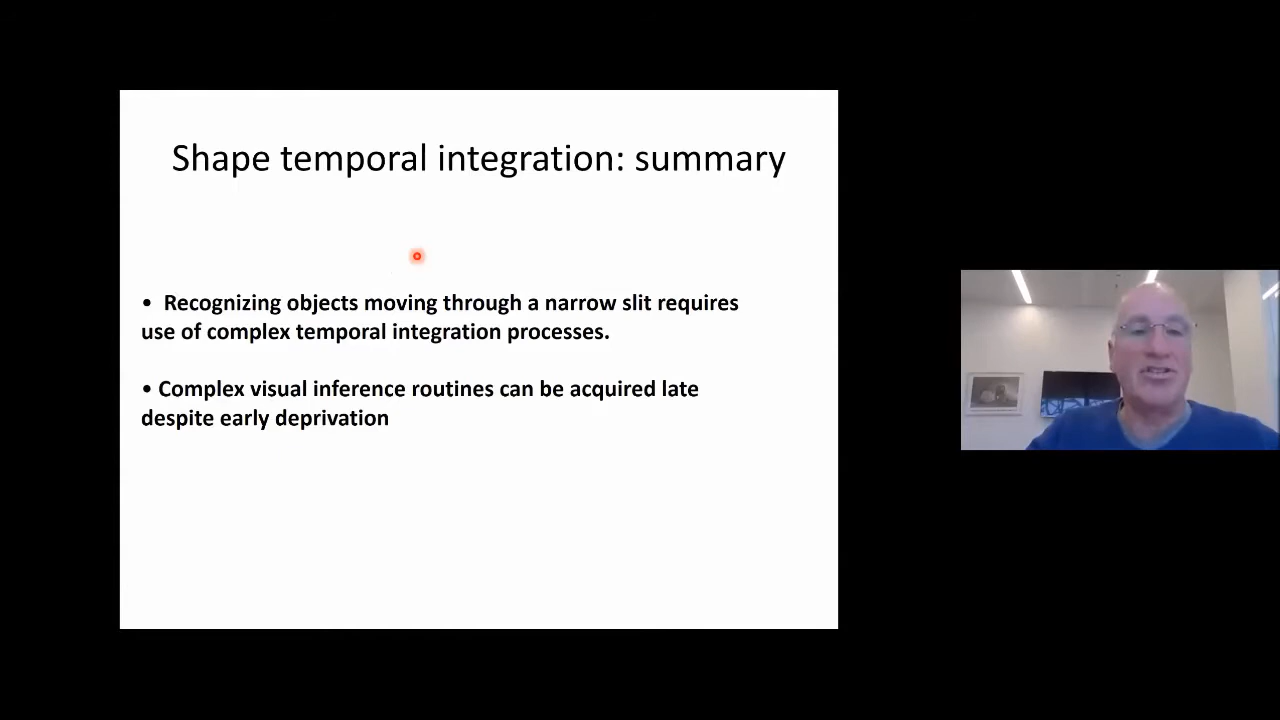 Shape temporal integration: summary
• Recognizing objects moving through a narrow slit requires
use of complex temporal integration processes.
• Complex visual inference routines can be acquired late
despite early deprivation